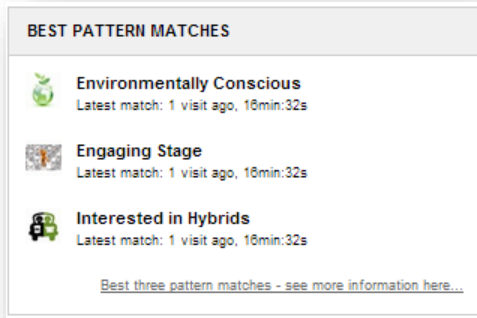 BEST PATTERN MATCHES
Environmentally Conscious
Latest match: 1 visit ago, 16min:32s
Engaging Stage
Latest match: 1 visit ago, 16min:32s
Interested in Hybrids
Latest match: 1 visit ago, 16min:32s
Best three pattern matches - see more information here...